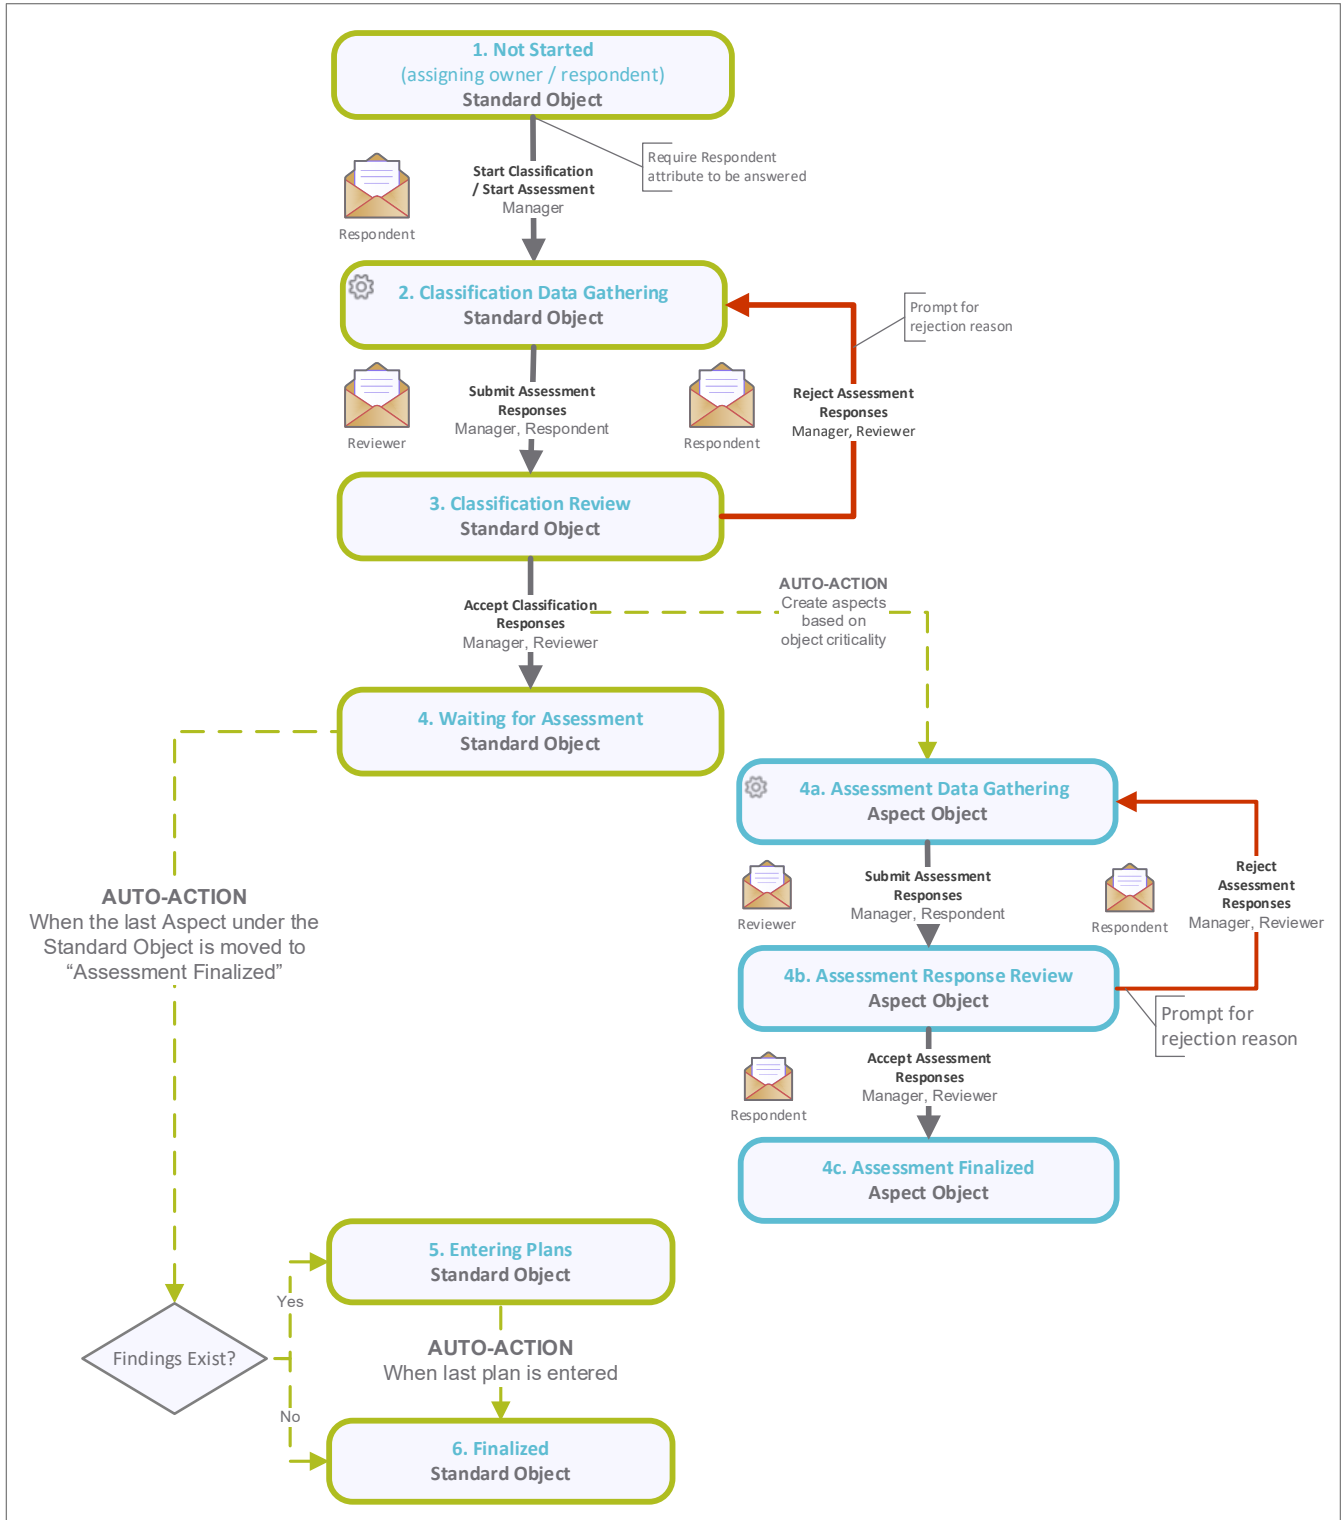 1. Not Started
(assigning owner / respondent)
Standard Object
Require Respondent
attribute to be answered
Start Classification
/ Start Assessment
Manager
Respondent
2. Classification Data Gathering
Standard Object
Prompt for
rejection reason
Submit Assessment
Responses
Manager, Respondent
Reviewer
Respondent
Reject Assessment
Responses
Manager, Reviewer
3. Classification Review
Standard Object
Accept Classification
Responses
Manager, Reviewer
AUTO-ACTION
Create aspects
based on
object criticality
4. Waiting for Assessment
Standard Object
4a. Assessment Data Gathering
Aspect Object
AUTO-ACTION
When the last Aspect under the
Standard Object is moved to
“Assessment Finalized”
Submit Assessment
Responses
Manager, Respondent
Reviewer
Respondent
Reject
Assessment
Responses
Manager, Reviewer
4b. Assessment Response Review
Aspect Object
Prompt for
rejection reason
Accept Assessment
Responses
Manager, Reviewer
Respondent
4c. Assessment Finalized
Aspect Object
5. Entering Plans
Standard Object
Yes
Findings Exist?
AUTO-ACTION
When last plan is entered
No
6. Finalized
Standard Object